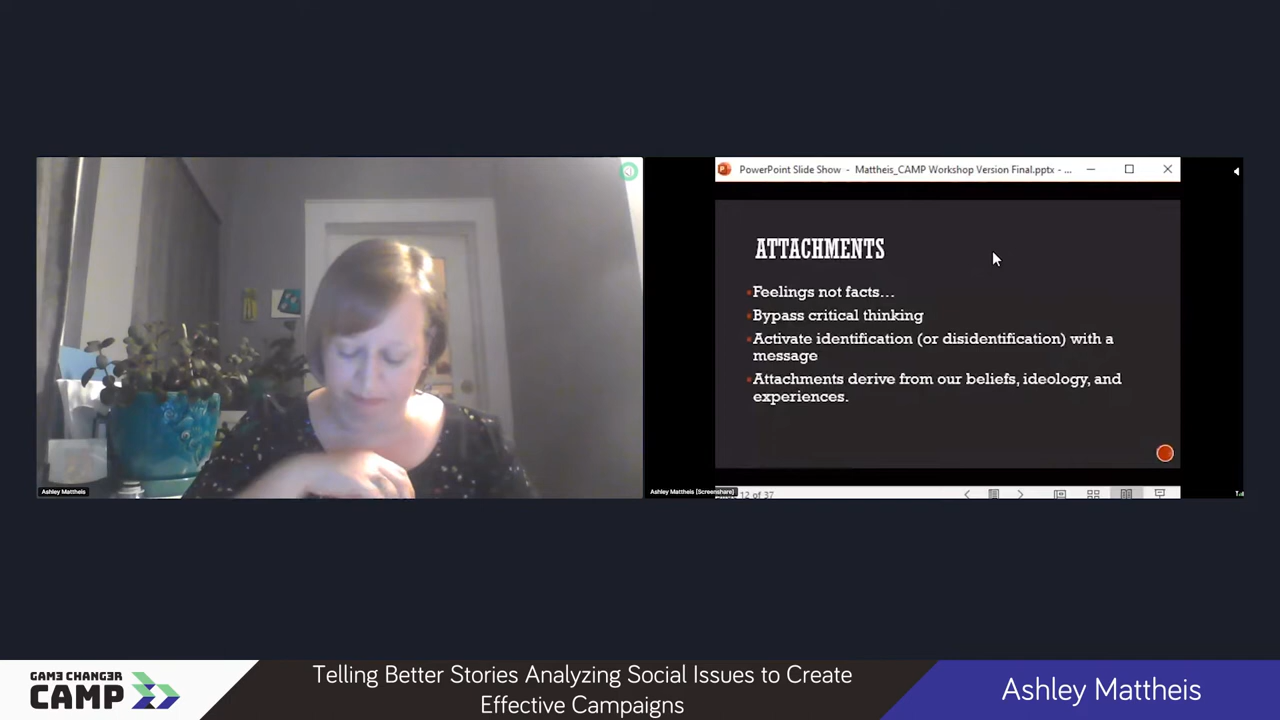 PowerPoint Slide Show - Mattheis_CAMP Workshop Version Final.pptx - ...
ATTACHMENTS
Feelings not facts...
Bypass critical thinking
Activate identification (or disidentification) with a
message
Attachments derive from our beliefs, ideology, and
experiences.
Ashley Mattheis
Ashley Mattheis [Screenshare]
12 of 37
GAME CHANGER
CAMP
Telling Better Stories Analyzing Social Issues to Create
Effective Campaigns
Ashley Mattheis